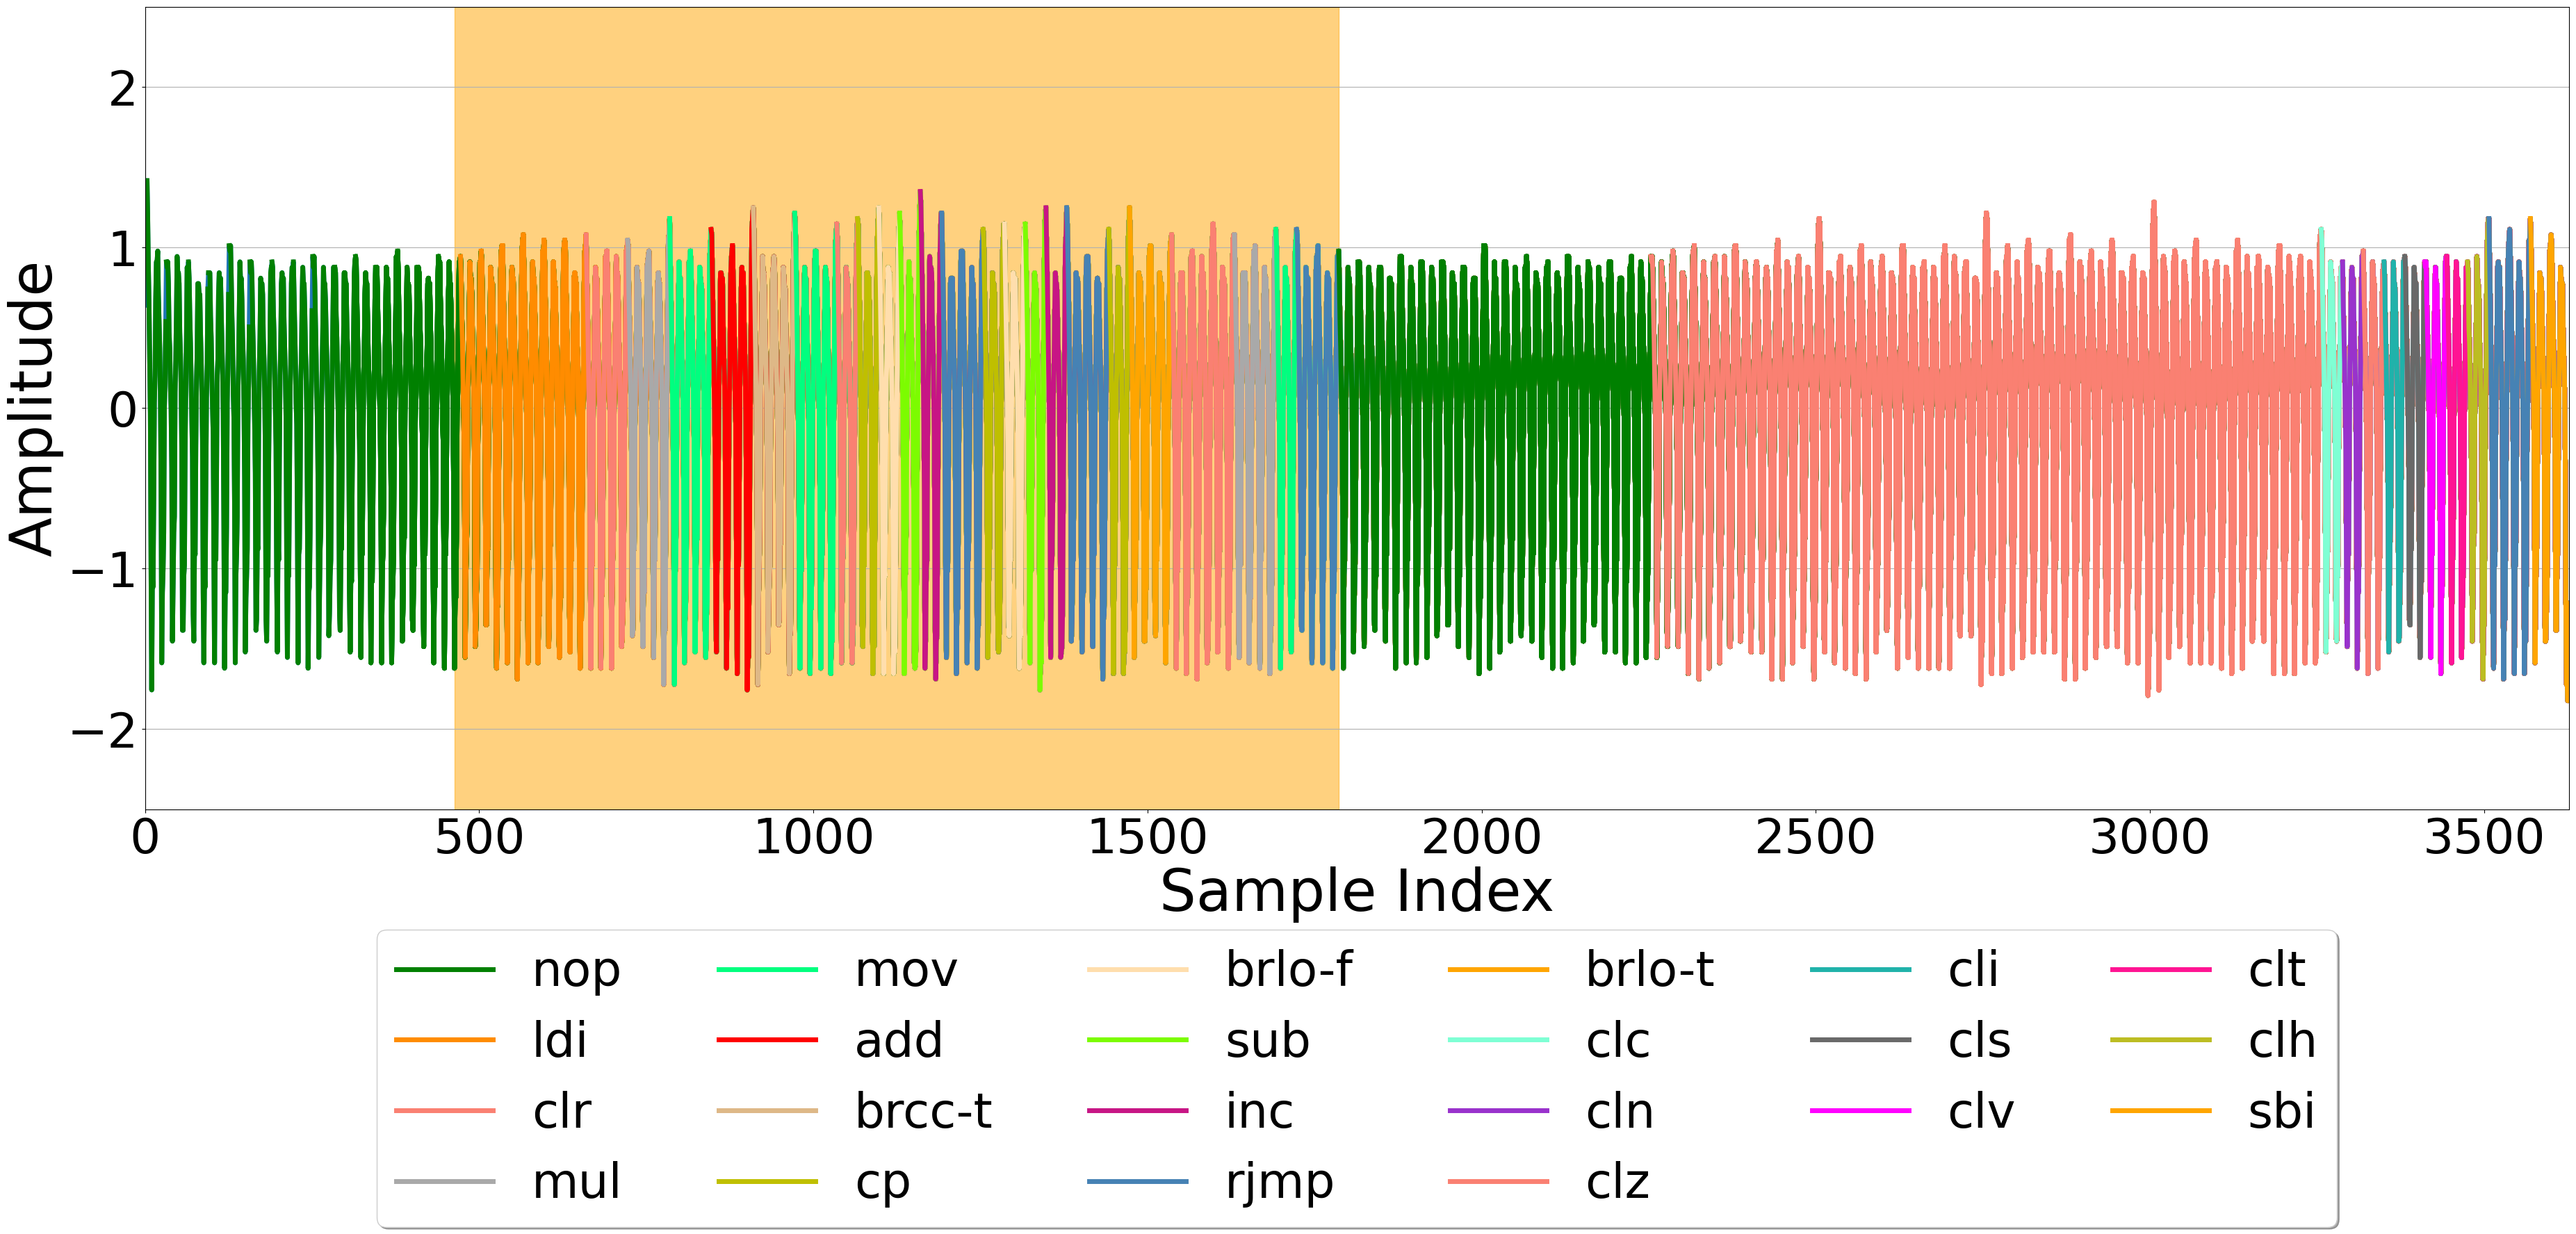 2
1
0
−1
−2
Amplitude
0 500 1000 1500 2000 2500 3000 3500
Sample Index
nop mov brlo-f brlo-t cli clt
ldi add sub clc cls clh
clr brcc-t inc cln clv sbi
mul cp rjmp clz